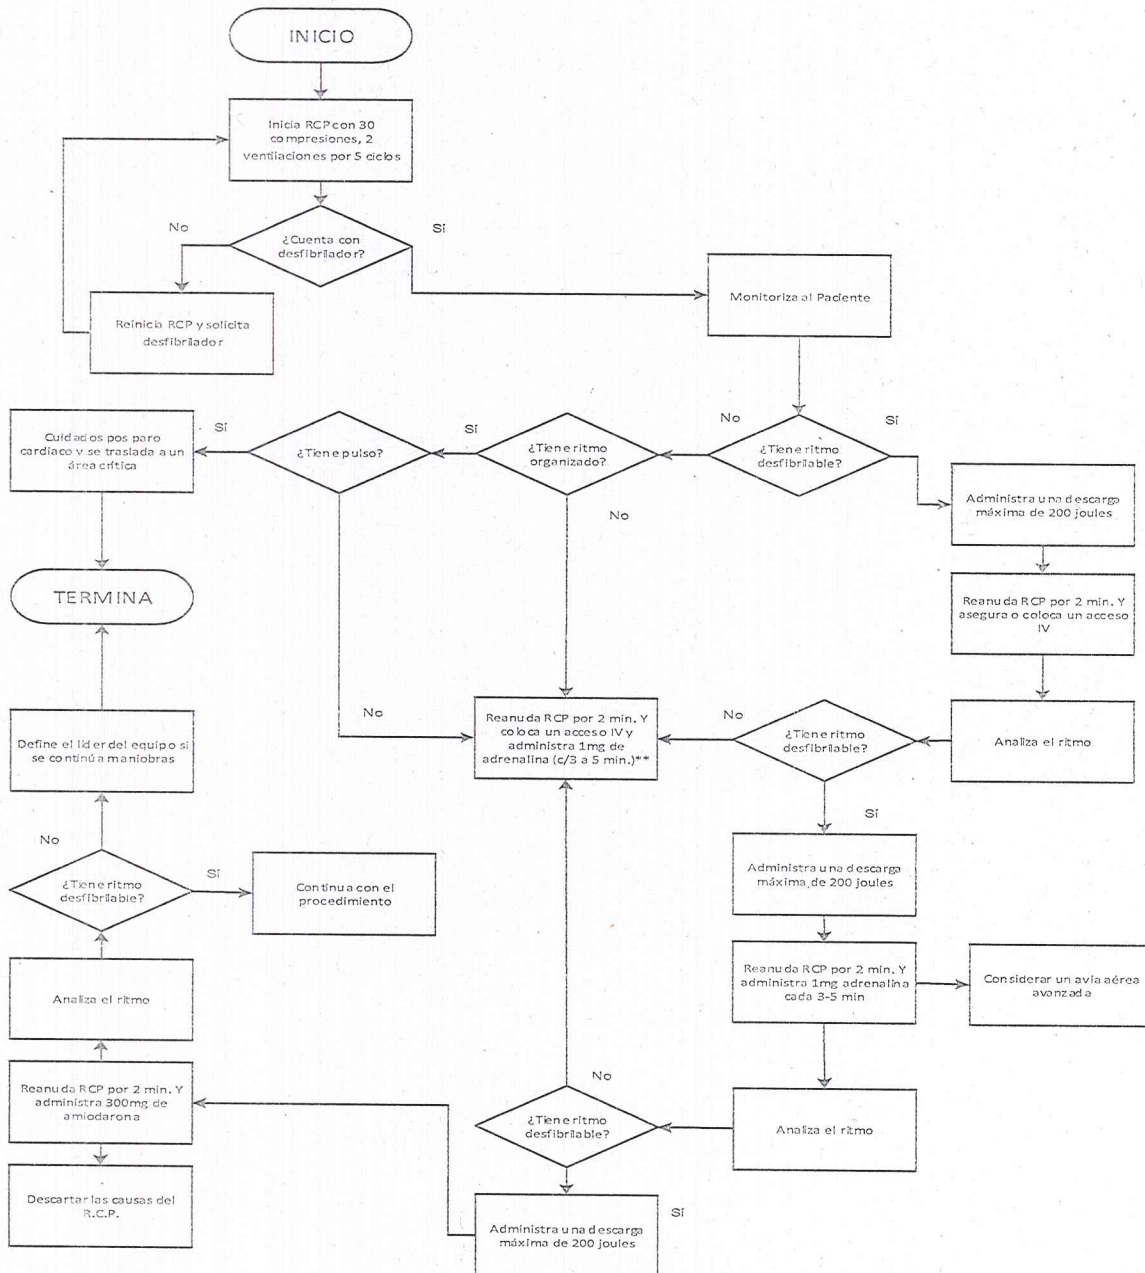 INICIO
Inicia RCP con 30
compresiones, 2
ventilaciones por 5 ciclos
No
Sí
¿Cuenta con
desfibrilador?
Reinicia RCP y solicita
desfibrilador
Monitoriza al Paciente
Cuidados pos paro
cardiaco y se traslada a un
área crítica
Sí
¿Tiene pulso?
Sí
¿Tiene ritmo
organizado?
No
¿Tiene ritmo
desfibrilable?
Sí
No
Administra una descarga
máxima de 200 joules
TERMINA
Reanuda RCP por 2 min. Y
asegura o coloca un acceso
IV
Define el líder del equipo si
se continúa maniobras
No
Reanuda RCP por 2 min. Y
coloca un acceso IV y
administra 1mg de
adrenalina (c/3 a 5 min.)**
No
¿Tiene ritmo
desfibrilable?
Analiza el ritmo
Sí
No
¿Tiene ritmo
desfibrilable?
Sí
Continua con el
procedimiento
Administra una descarga
máxima de 200 joules
Analiza el ritmo
Reanuda RCP por 2 min. Y
administra 1mg adrenalina
cada 3-5 min
Considerar un avía aérea
avanzada
Reanuda RCP por 2 min. Y
administra 300mg de
amiodarona
No
¿Tiene ritmo
desfibrilable?
Analiza el ritmo
Descartar las causas del
R.C.P.
Sí
Administra una descarga
máxima de 200 joules